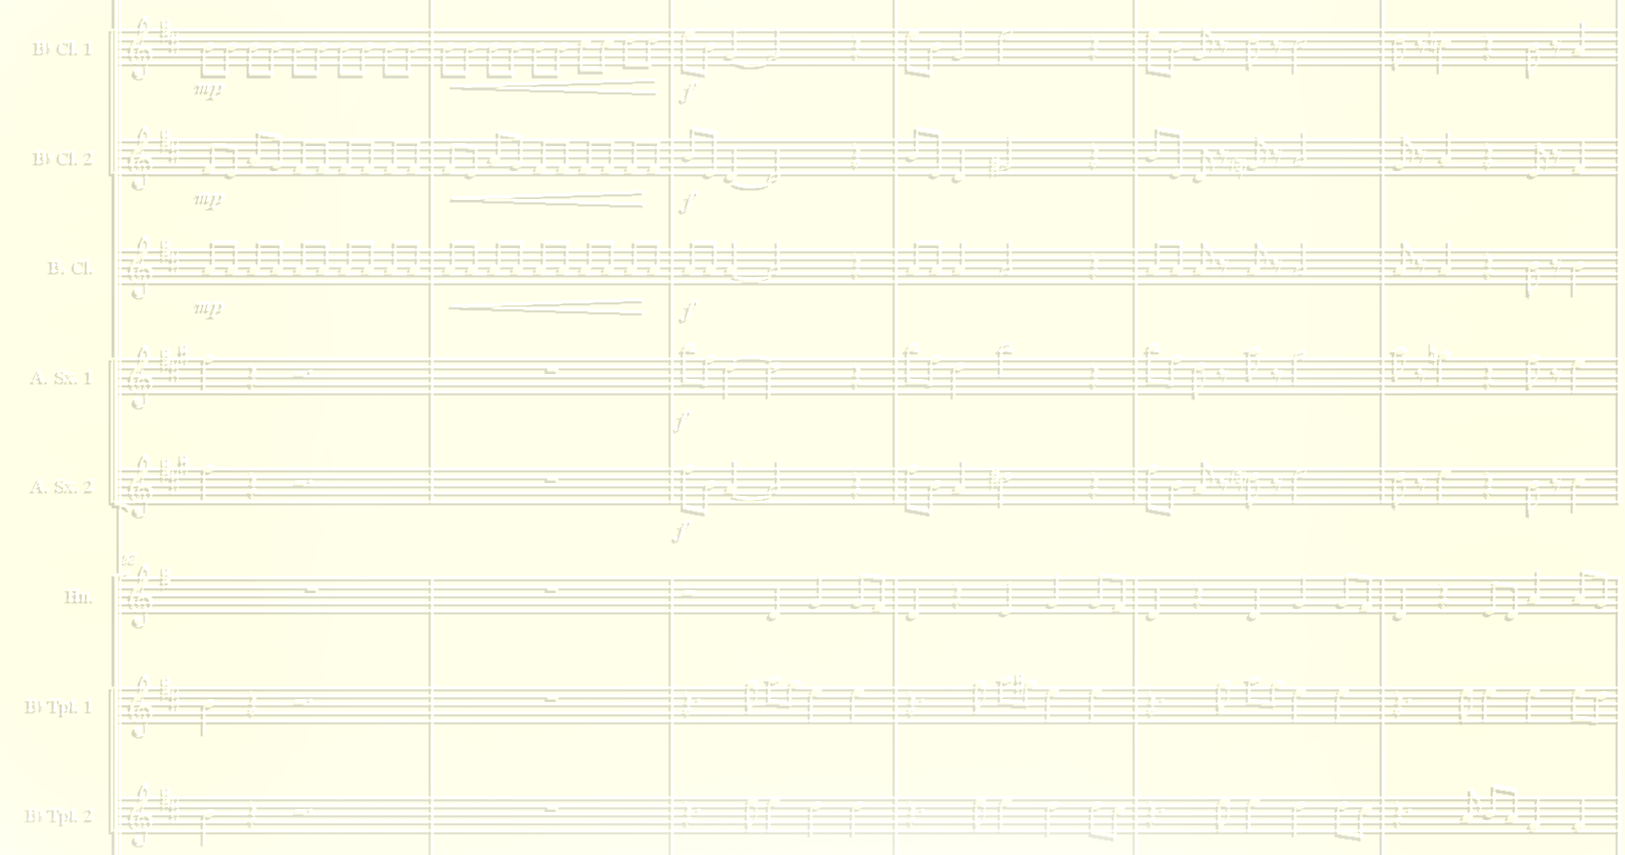 B♭ Cl. 1
mp f
B♭ Cl. 2
mp f
B. Cl.
mp f
A. Sx. 1
f
A. Sx. 2
f
Hn.
B♭ Tpt. 1
B♭ Tpt. 2